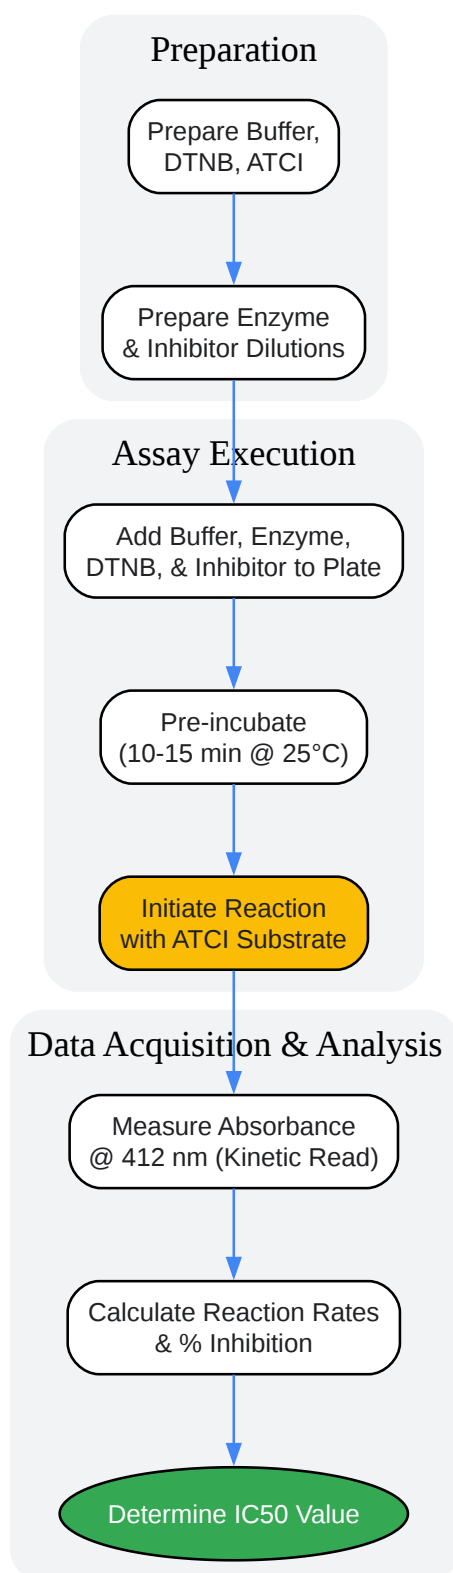 Preparation
Prepare Buffer,
DTNB, ATCI
Prepare Enzyme
& Inhibitor Dilutions
Assay Execution
Add Buffer, Enzyme,
DTNB, & Inhibitor to Plate
Pre-incubate
(10-15 min @ 25°C)
Initiate Reaction
with ATCI Substrate
Data Acquisition & Analysis
Measure Absorbance
@ 412 nm (Kinetic Read)
Calculate Reaction Rates
& % Inhibition
Determine IC50 Value